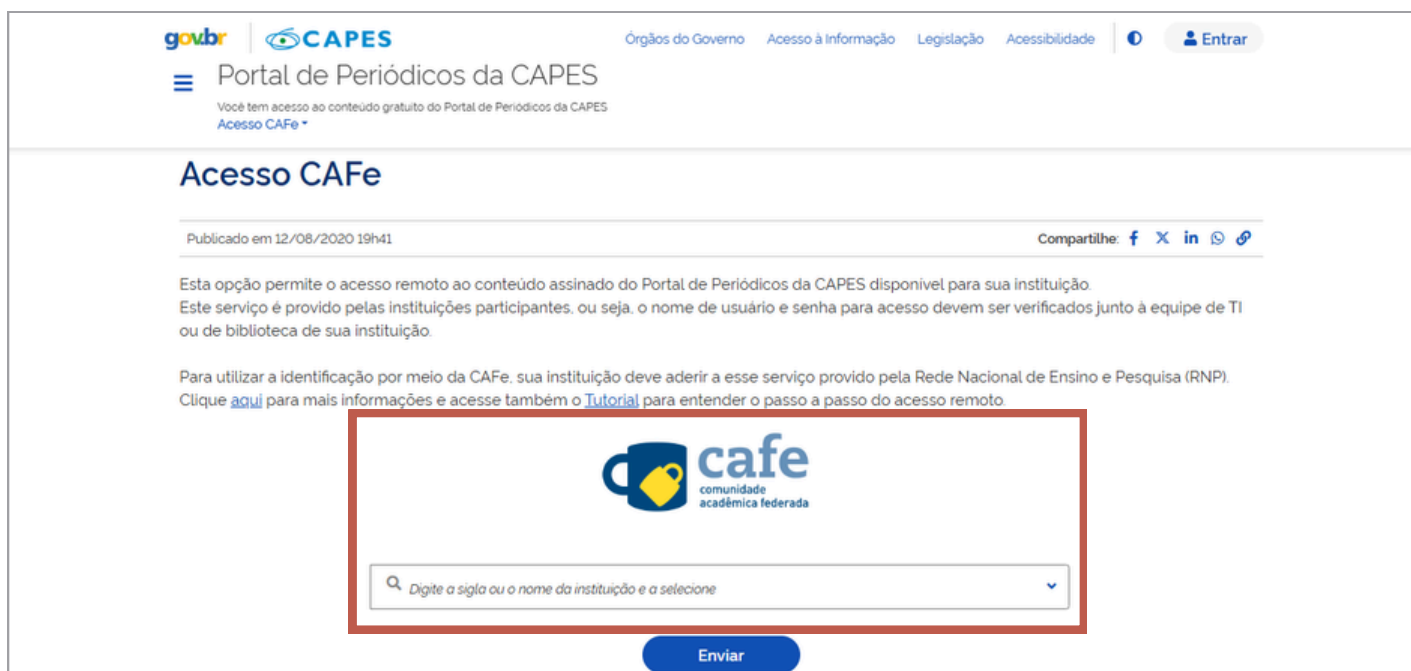 gov.br CAPES Órgãos do Governo Acesso à Informação Legislação Acessibilidade Entrar
Portal de Periódicos da CAPES
Você tem acesso ao conteúdo gratuito do Portal de Periódicos da CAPES
Acesso CAFe
Acesso CAFe
Publicado em 12/08/2020 19h41 Compartilhe:
Esta opção permite o acesso remoto ao conteúdo assinado do Portal de Periódicos da CAPES disponível para sua instituição.
Este serviço é provido pelas instituições participantes, ou seja, o nome de usuário e senha para acesso devem ser verificados junto à equipe de TI
ou de biblioteca de sua instituição.
Para utilizar a identificação por meio da CAFe, sua instituição deve aderir a esse serviço provido pela Rede Nacional de Ensino e Pesquisa (RNP).
Clique aqui para mais informações e acesse também o Tutorial para entender o passo a passo do acesso remoto.
cafe
comunidade
acadêmica federada
Digite a sigla ou o nome da instituição e a selecione
Enviar